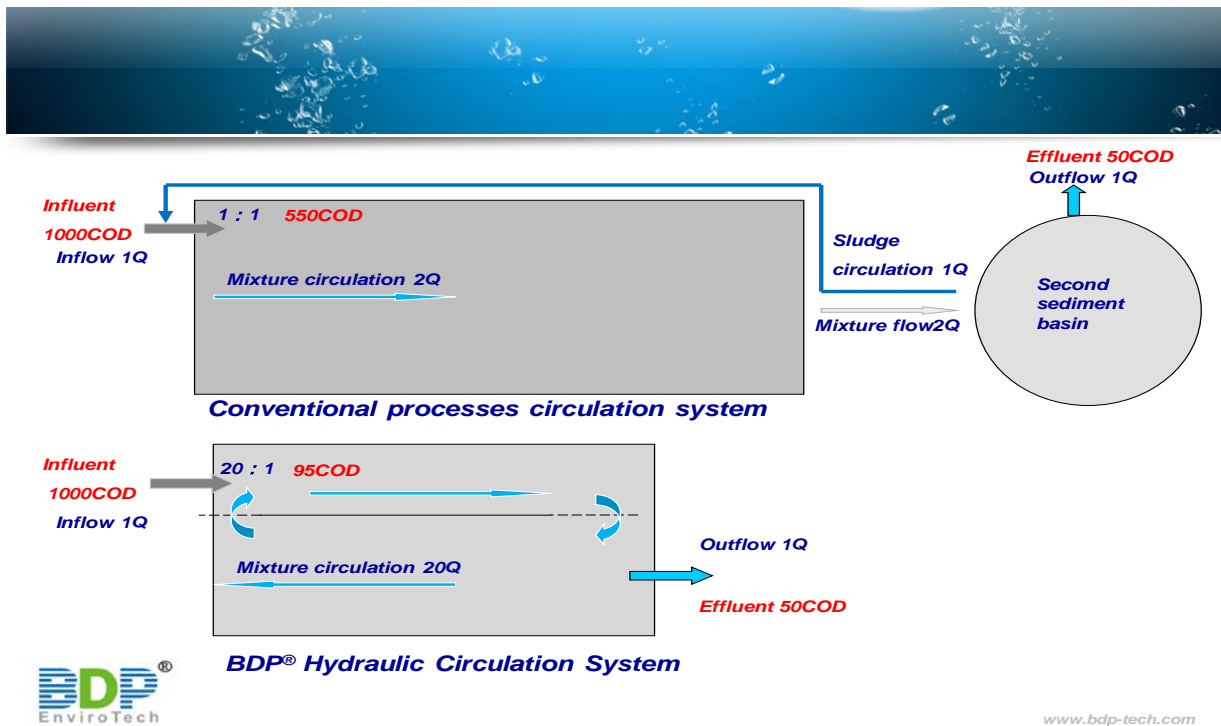 Effluent 50COD
Outflow 1Q
Influent
1000COD
Inflow 1Q
1 : 1 550COD
Mixture circulation 2Q
Sludge
circulation 1Q
Mixture flow2Q
Second
sediment
basin
Conventional processes circulation system
Influent
1000COD
Inflow 1Q
20 : 1 95COD
Mixture circulation 20Q
Outflow 1Q
Effluent 50COD
BDP® Hydraulic Circulation System
BDP®
EnviroTech
www.bdp-tech.com